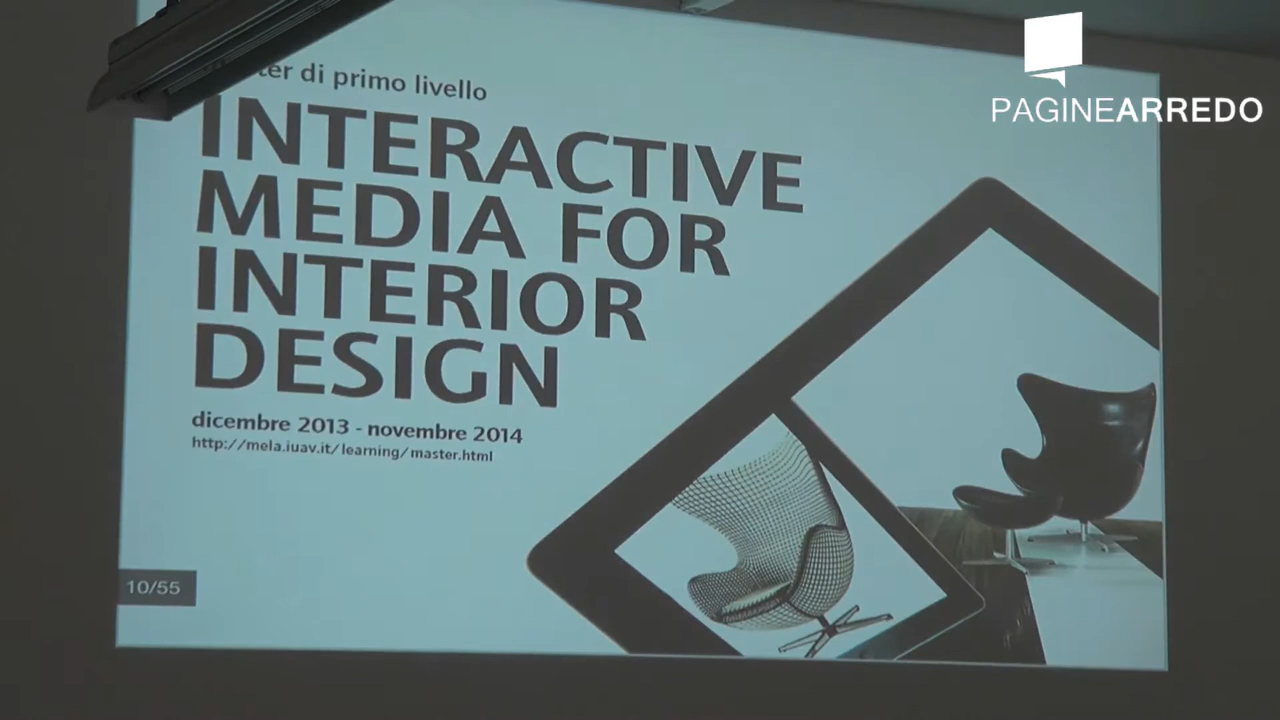 PAGINEARREDO
di primo livello
INTERACTIVE
MEDIA FOR
INTERIOR
DESIGN
dicembre 2013 - novembre 2014
http://mela.iuav.it/learning/master.html
10/55